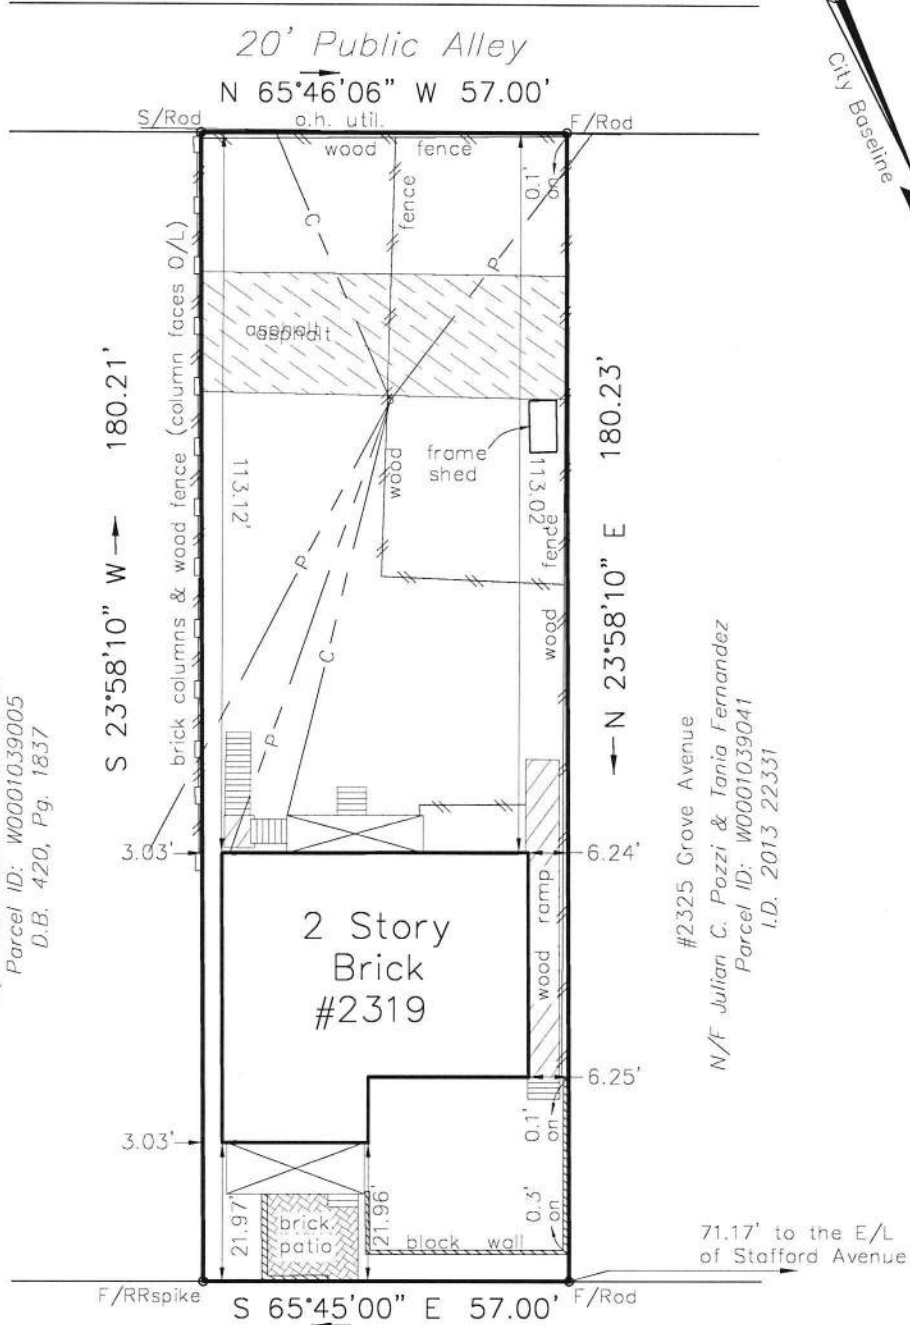 20' Public Alley
N 65°46'06" W 57.00'
City Baseline
S/Rod
o.h. util.
F/Rod
wood fence
0.1'
on
fence
C
P
asphalt
asphalt
brick columns & wood fence (column faces O/L)
S 23°58'10" W 180.21'
180.23'
N 23°58'10" E
113.12'
wood
frame
shed
113.02'
wood fence
P
C
P
Parcel ID: W0001039005
D.B. 420, Pg. 1837
#2325 Grove Avenue
N/F Julian C. Pozzi & Tania Fernandez
Parcel ID: W0001039041
I.D. 2013 22331
3.03'
6.24'
wood ramp
2 Story
Brick
#2319
6.25'
0.1'
on
3.03'
21.97'
brick
patio
21.96'
block wall
0.3'
on
71.17' to the E/L
of Stafford Avenue
F/RRspike
S 65°45'00" E 57.00'
F/Rod